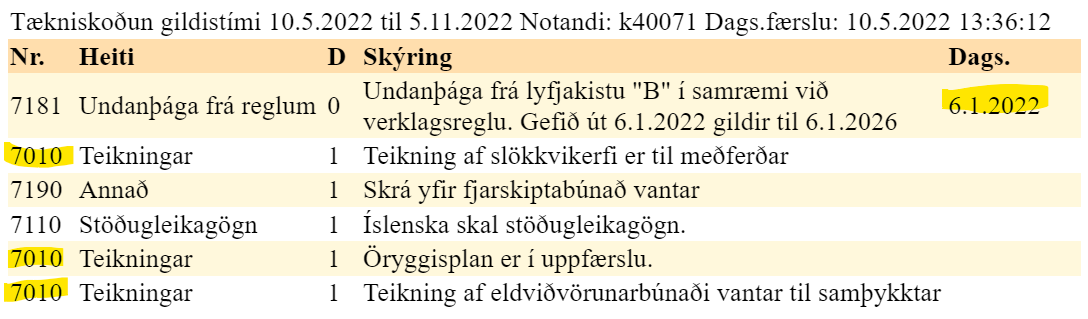 Tækniskoðun gildistími 10.5.2022 til 5.11.2022 Notandi: k40071 Dags.færslu: 10.5.2022 13:36:12
Nr. Heiti D Skýring Dags.
7181 Undanþága frá reglum 0 Undanþága frá lyfjakistu "B" í samræmi við
verklagsreglu. Gefið út 6.1.2022 gildir til 6.1.2026 6.1.2022
7010 Teikningar 1 Teikning af slökkvikerfi er til meðferðar
7190 Annað 1 Skrá yfir fjarskiptabúnað vantar
7110 Stöðugleikagögn 1 Íslenska skal stöðugleikagögn.
7010 Teikningar 1 Öryggisplan er í uppfærslu.
7010 Teikningar 1 Teikning af eldviðvörunarbúnaði vantar til samþykktar